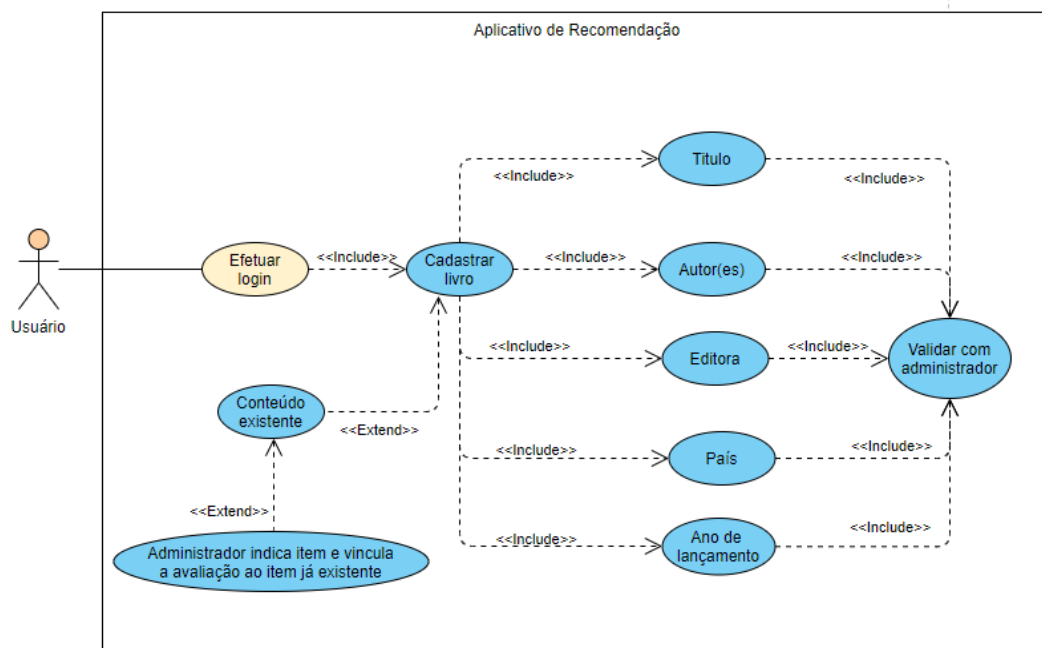 Aplicativo de Recomendação
Titulo
<<Include>>
<<Include>>
Efetuar
login
<<Include>>
Cadastrar
livro
<<Include>>
Autor(es)
<<Include>>
Usuário
<<Include>>
Editora
<<Include>>
Validar com
administrador
Conteúdo
existente
<<Extend>>
<<Include>>
País
<<Include>>
<<Extend>>
<<Include>>
Ano de
lançamento
<<Include>>
Administrador indica item e vincula
a avaliação ao item já existente